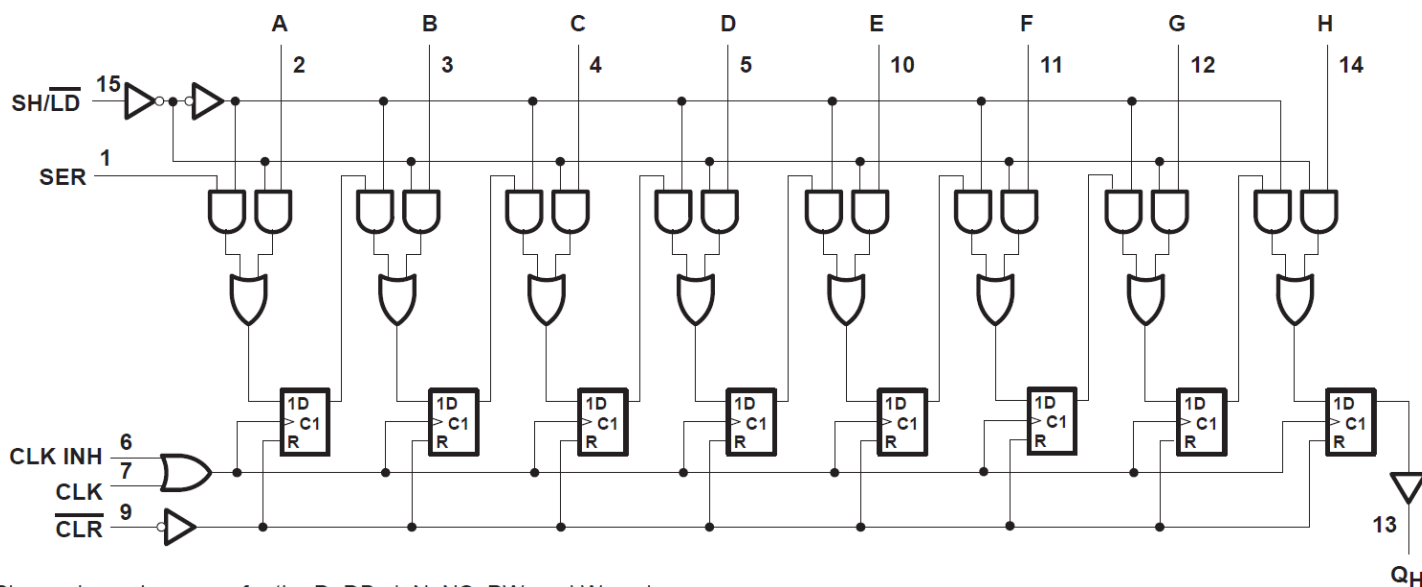 A B C D E F G H
2 3 4 5 10 11 12 14
SH/LD 15
SER 1
1D 1D 1D 1D 1D 1D 1D 1D
C1 C1 C1 C1 C1 C1 C1 C1
R R R R R R R R
CLK INH 6
CLK 7
CLR 9
13
QH